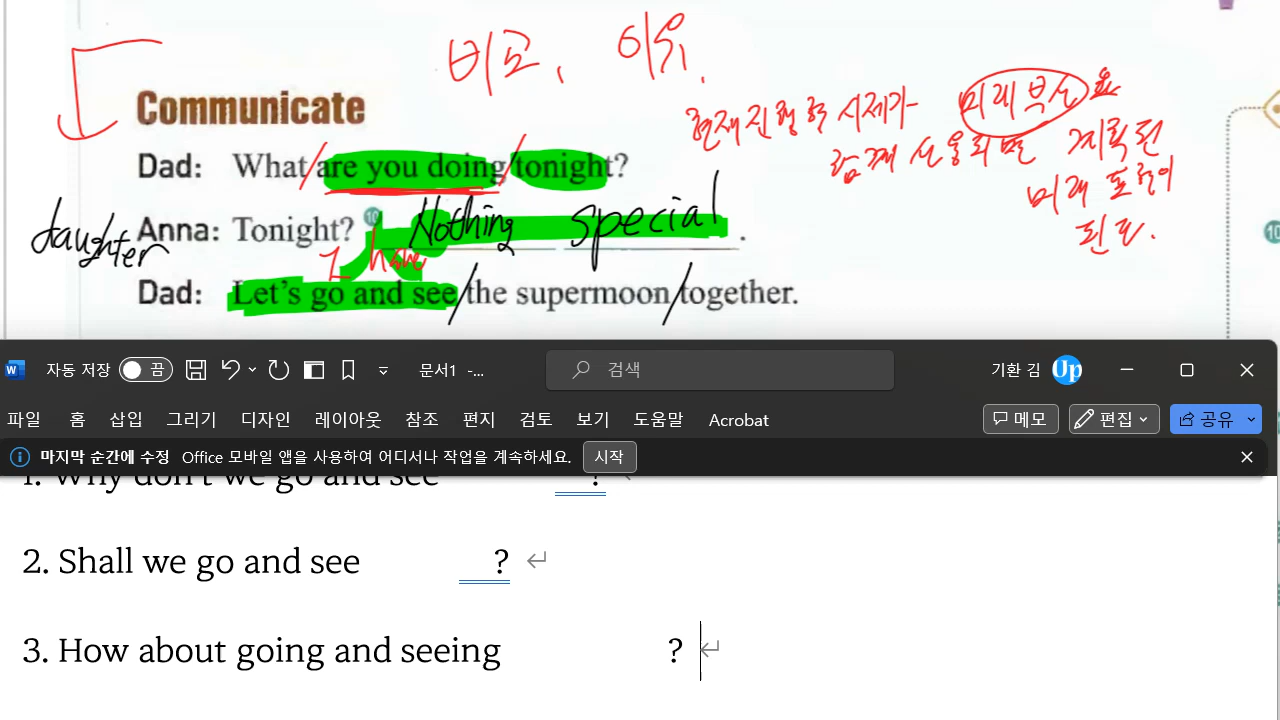 비교, 이유,
Communicate
현재진행형 시제가 미래부사와
함께 사용되면 계획된
미래 표현이
된다.
Dad: What/are you doing/tonight?
daughter
Anna: Tonight? 10 Nothing special.
I have
10
Dad: Let's go and see/the supermoon/together.
자동 저장 끔 문서1 -... 검색 기환 김 Up
파일 홈 삽입 그리기 디자인 레이아웃 참조 편지 검토 보기 도움말 Acrobat 메모 편집 공유
마지막 순간에 수정 Office 모바일 앱을 사용하여 어디서나 작업을 계속하세요. 시작
1. Why don't we go and see ?
2. Shall we go and see ?
3. How about going and seeing ?